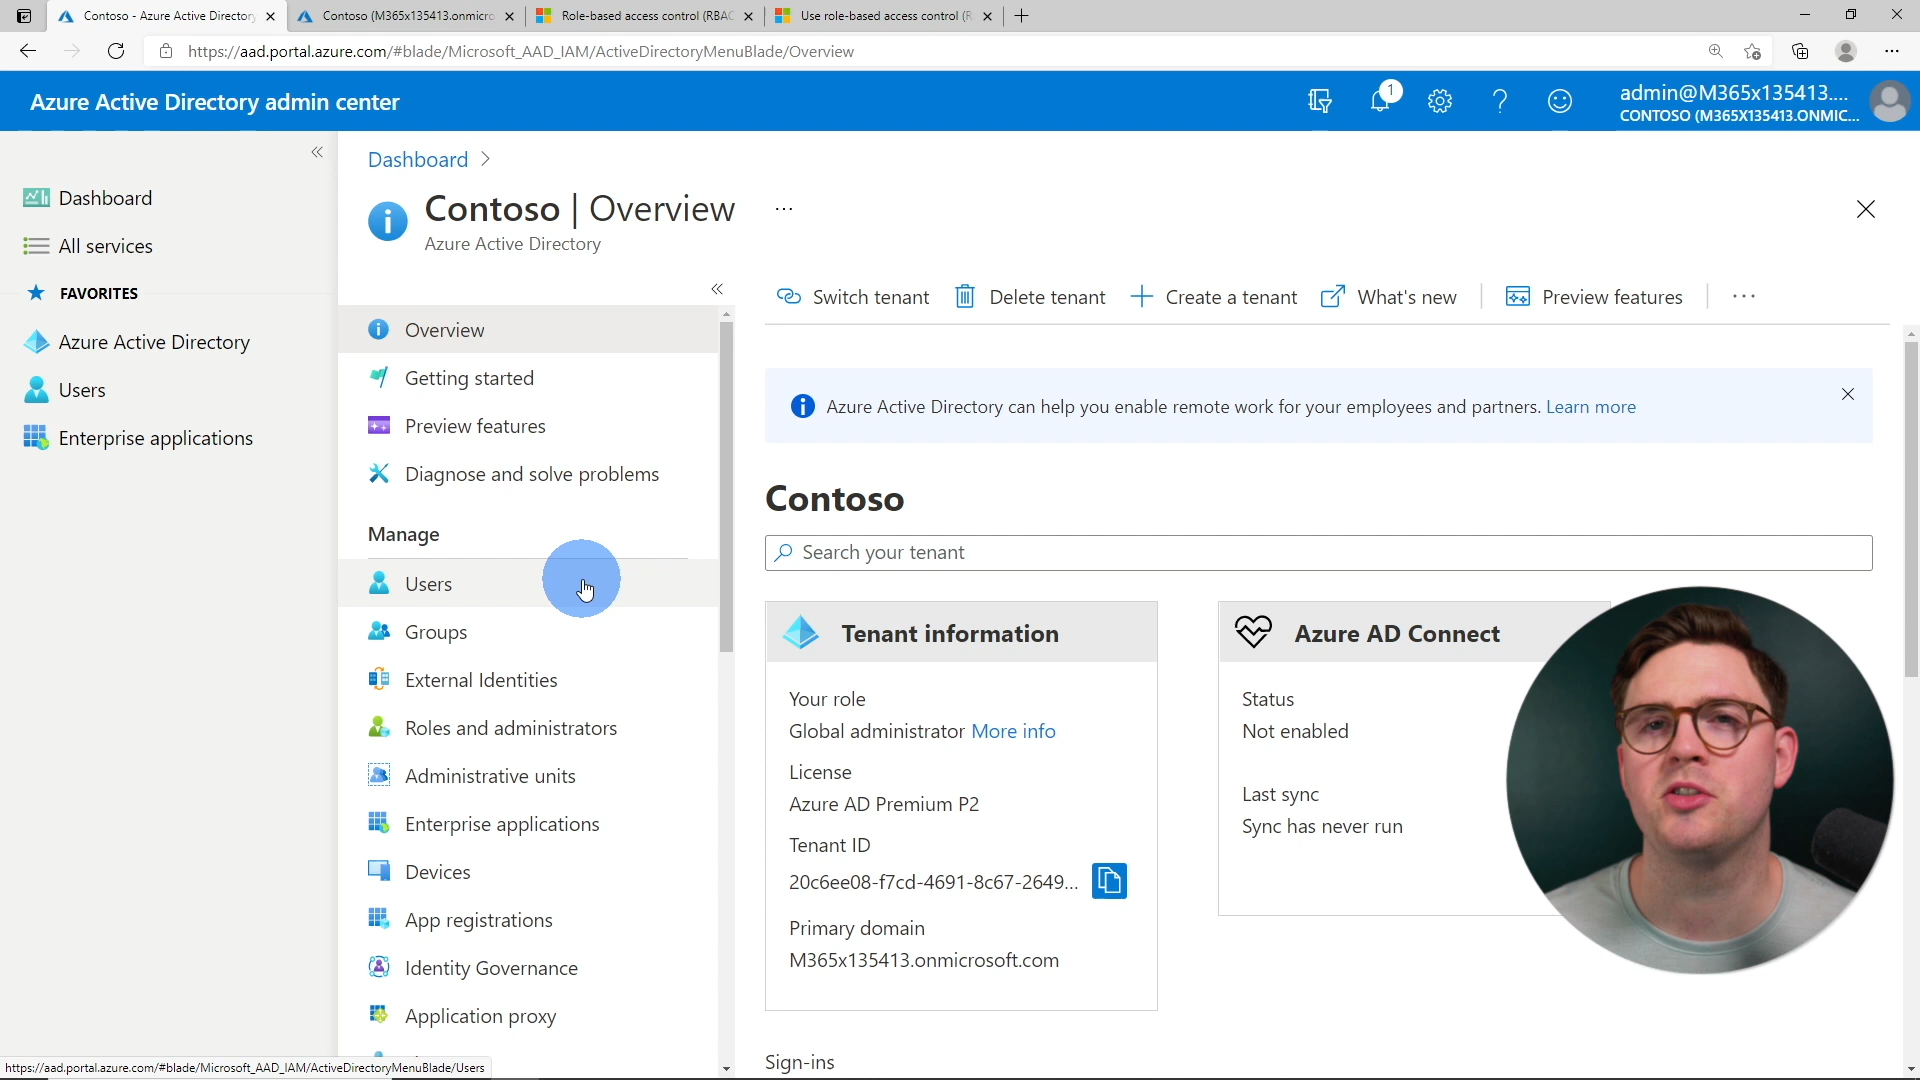 Contoso - Azure Active Directory
Contoso (M365x135413.onmicro
Role-based access control (RBAC
Use role-based access control (R
https://aad.portal.azure.com/#blade/Microsoft_AAD_IAM/ActiveDirectoryMenuBlade/Overview
Azure Active Directory admin center
1
admin@M365x135413....
CONTOSO (M365X135413.ONMIC...
Dashboard
All services
FAVORITES
Azure Active Directory
Users
Enterprise applications
Dashboard >
Contoso | Overview ...
Azure Active Directory
Overview
Getting started
Preview features
Diagnose and solve problems
Manage
Users
Groups
External Identities
Roles and administrators
Administrative units
Enterprise applications
Devices
App registrations
Identity Governance
Application proxy
Switch tenant
Delete tenant
Create a tenant
What's new
Preview features
...
Azure Active Directory can help you enable remote work for your employees and partners. Learn more
Contoso
Search your tenant
Tenant information
Your role
Global administrator More info
License
Azure AD Premium P2
Tenant ID
20c6ee08-f7cd-4691-8c67-2649...
Primary domain
M365x135413.onmicrosoft.com
Azure AD Connect
Status
Not enabled
Last sync
Sync has never run
Sign-ins
https://aad.portal.azure.com/#blade/Microsoft_AAD_IAM/ActiveDirectoryMenuBlade/Users